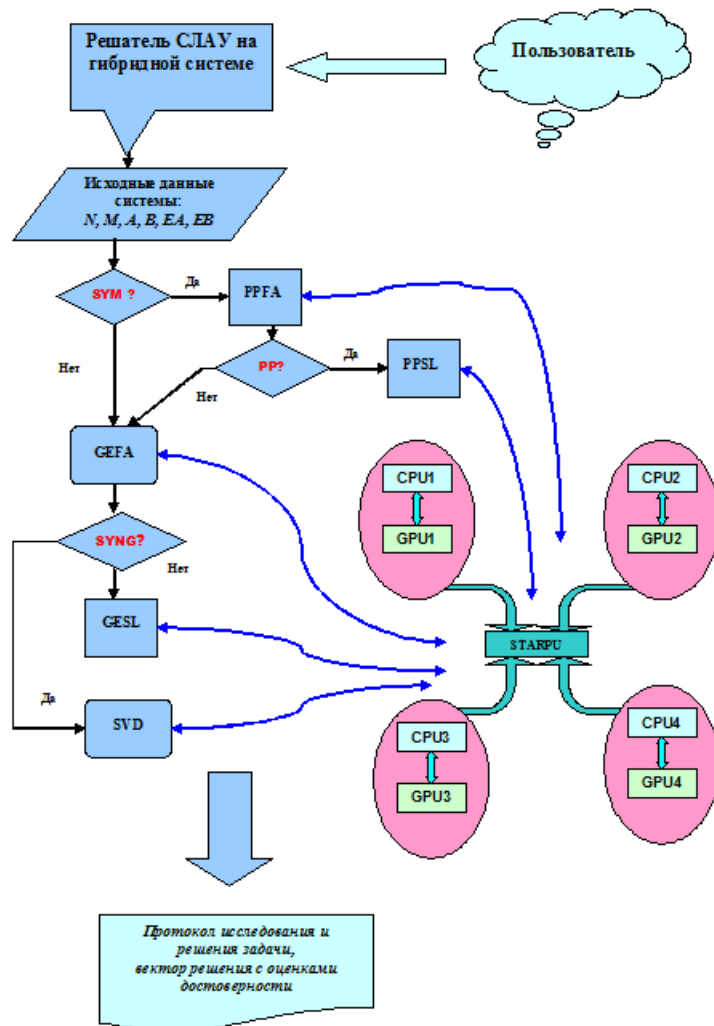 Решатель СЛАУ на
гибридной системе
Пользователь
Исходные данные
системы:
N, M, A, B, EA, EB
SYM ?
Да
PPFA
Нет
PP?
Да
PPSL
Нет
GEFA
CPU1
GPU1
CPU2
GPU2
SYNG?
Нет
GESL
STARPU
Да
SVD
CPU3
GPU3
CPU4
GPU4
Протокол исследования и
решения задачи,
вектор решения с оценками
достоверности